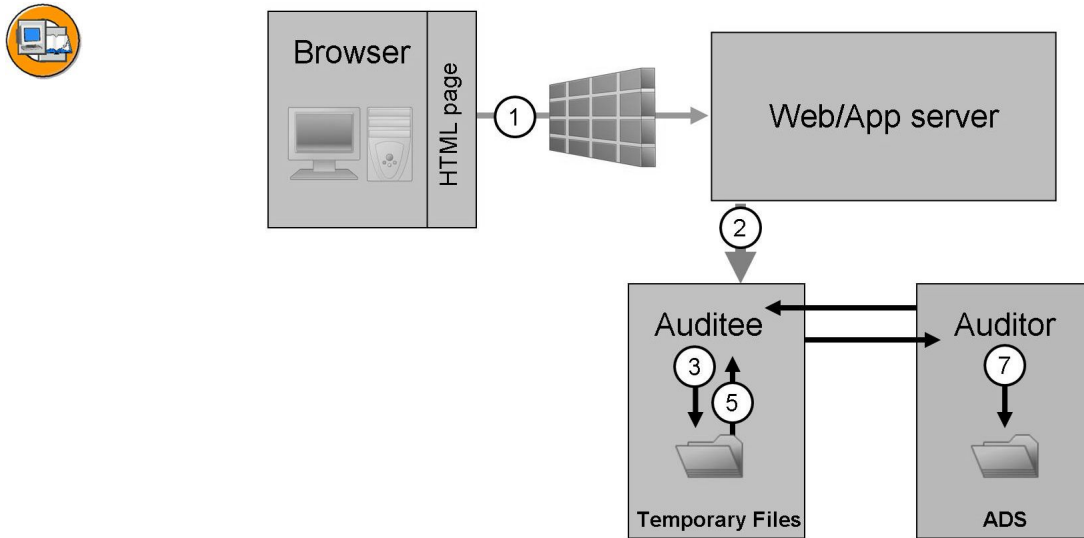 Browser
HTML page
1
Web/App server
2
Auditee
Auditor
3
5
7
Temporary Files
ADS